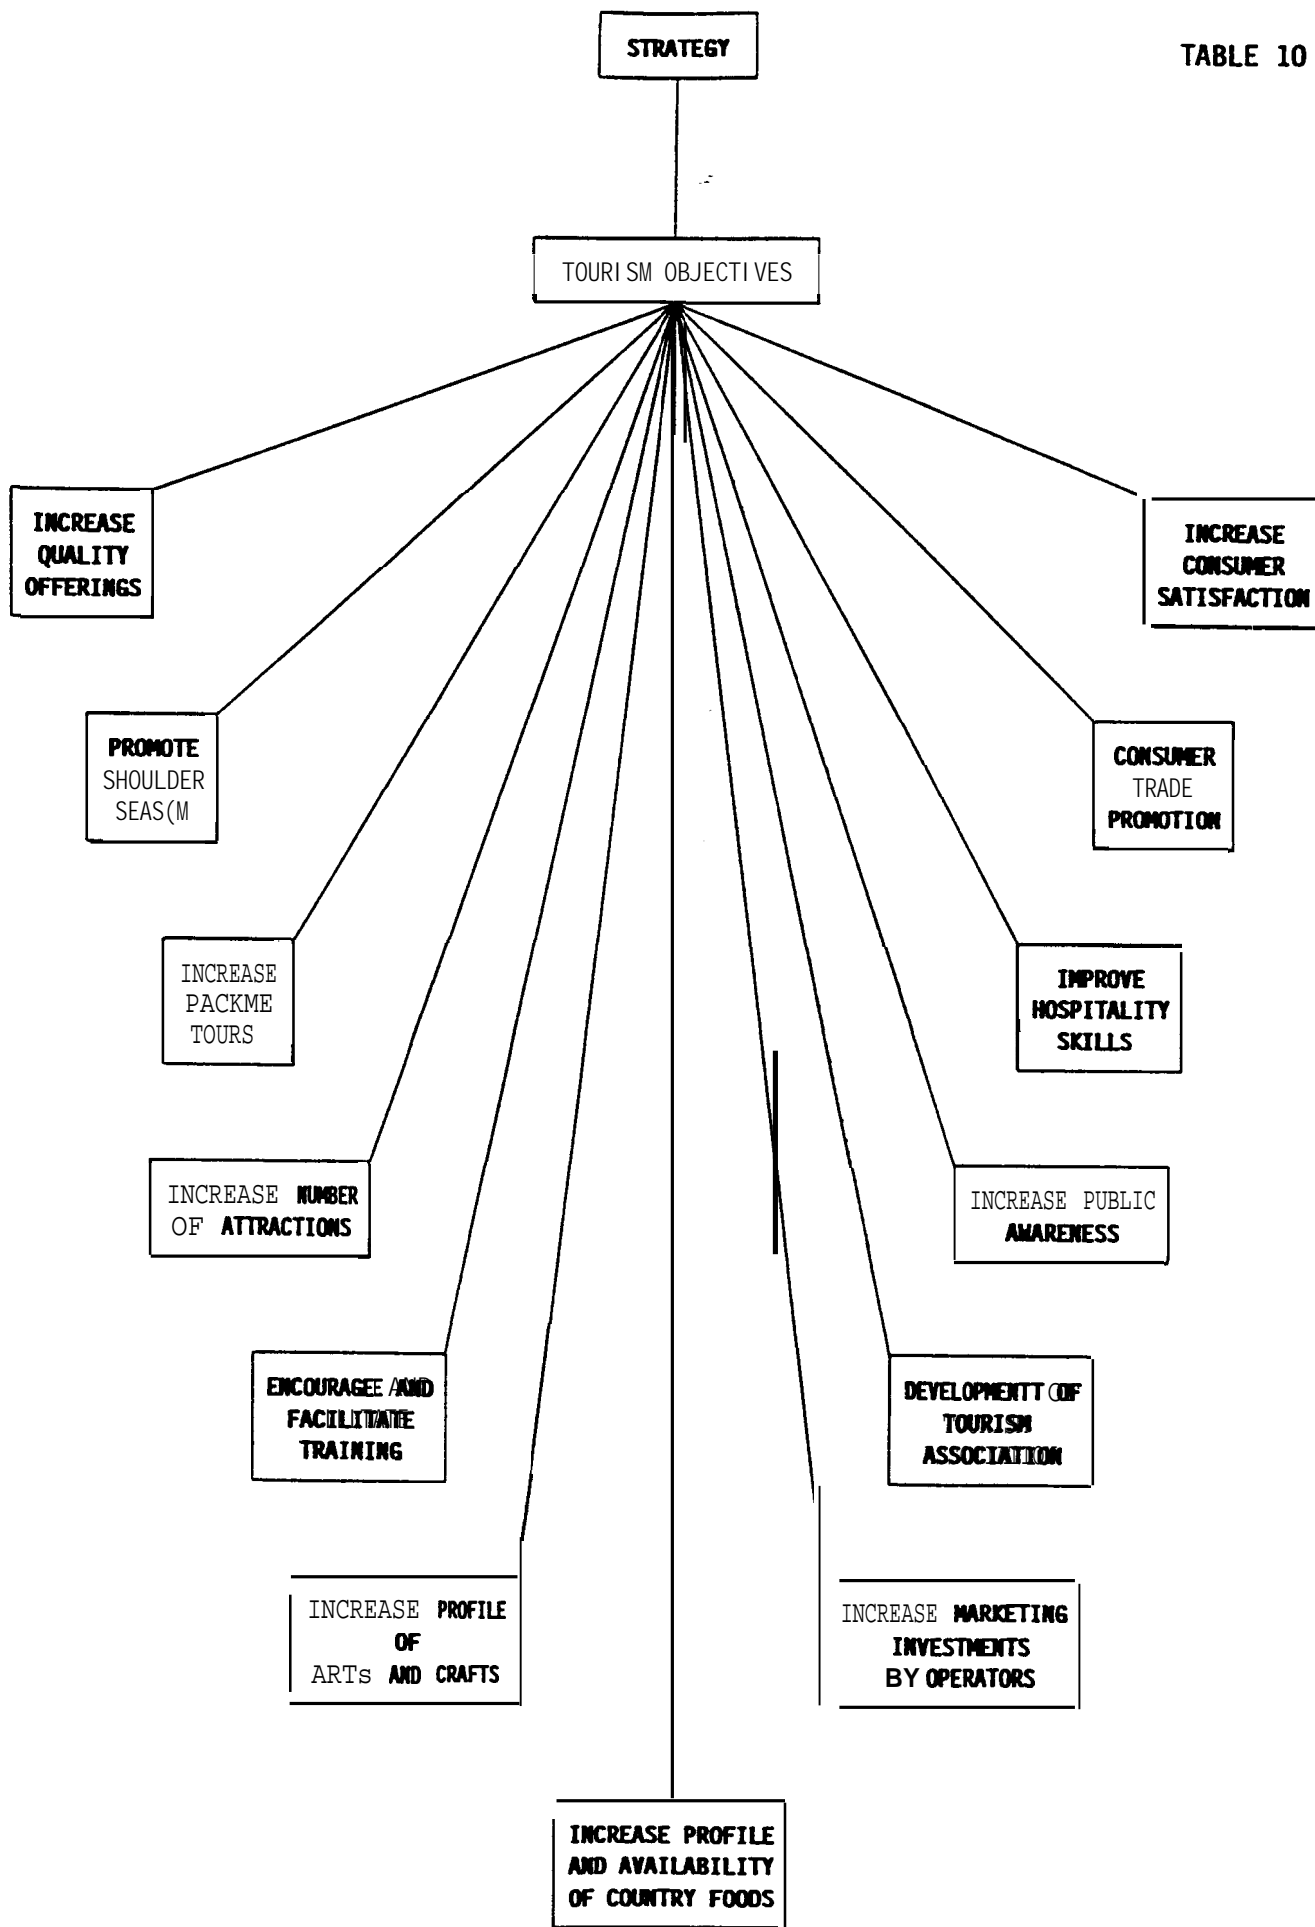 STRATEGY
TABLE 10
TOURISM OBJECTIVES
INCREASE
QUALITY
OFFERINGS
INCREASE
CONSUMER
SATISFACTION
PROMOTE
SHOULDER
SEAS(M
CONSUMER
TRADE
PROMOTION
INCREASE
PACKME
TOURS
IMPROVE
HOSPITALITY
SKILLS
INCREASE NUMBER
OF ATTRACTIONS
INCREASE PUBLIC
AWARENESS
ENCOURAGE AND
FACILITATE
TRAINING
DEVELOPMENT OF
TOURISM
ASSOCIATION
INCREASE PROFILE
OF
ARTs AND CRAFTS
INCREASE MARKETING
INVESTMENTS
BY OPERATORS
INCREASE PROFILE
AND AVAILABILITY
OF COUNTRY FOODS